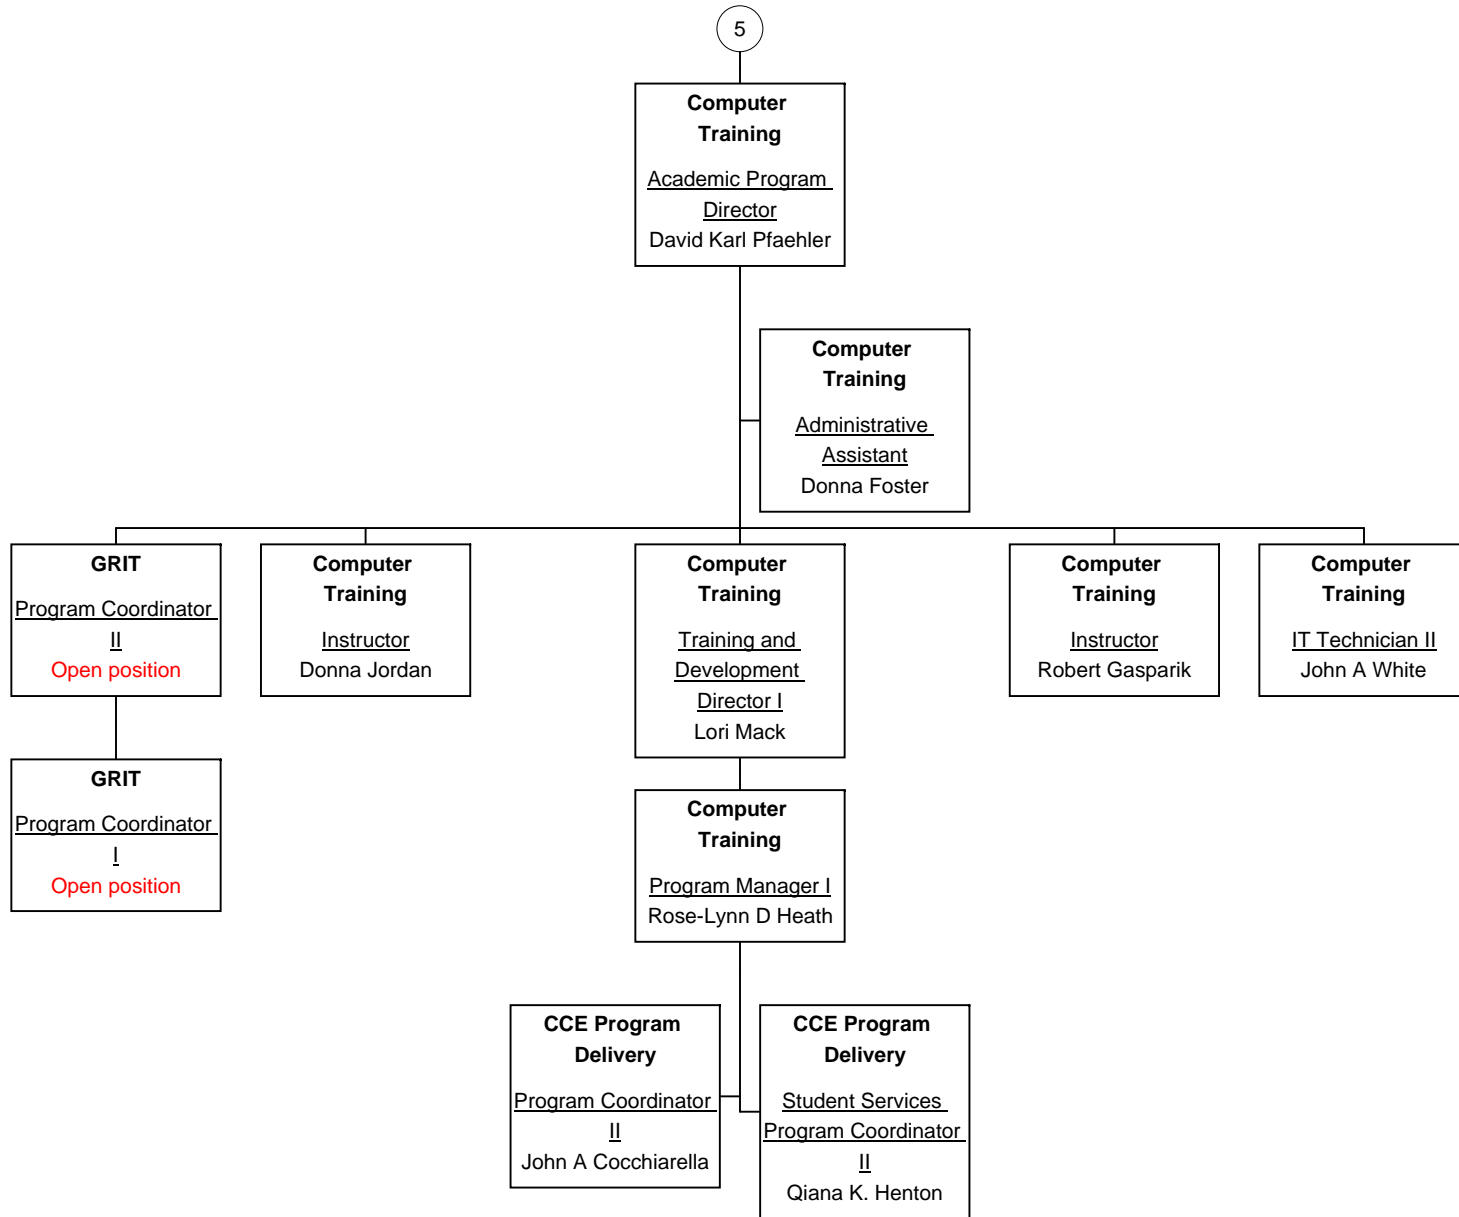 5
Computer
Training
Academic Program
Director
David Karl Pfaehler
Computer
Training
Administrative
Assistant
Donna Foster
GRIT
Program Coordinator
II
Open position
Computer
Training
Instructor
Donna Jordan
Computer
Training
Training and
Development
Director I
Lori Mack
Computer
Training
Instructor
Robert Gasparik
Computer
Training
IT Technician II
John A White
GRIT
Program Coordinator
I
Open position
Computer
Training
Program Manager I
Rose-Lynn D Heath
CCE Program
Delivery
Program Coordinator
II
John A Cocchiarella
CCE Program
Delivery
Student Services
Program Coordinator
II
Qiana K. Henton